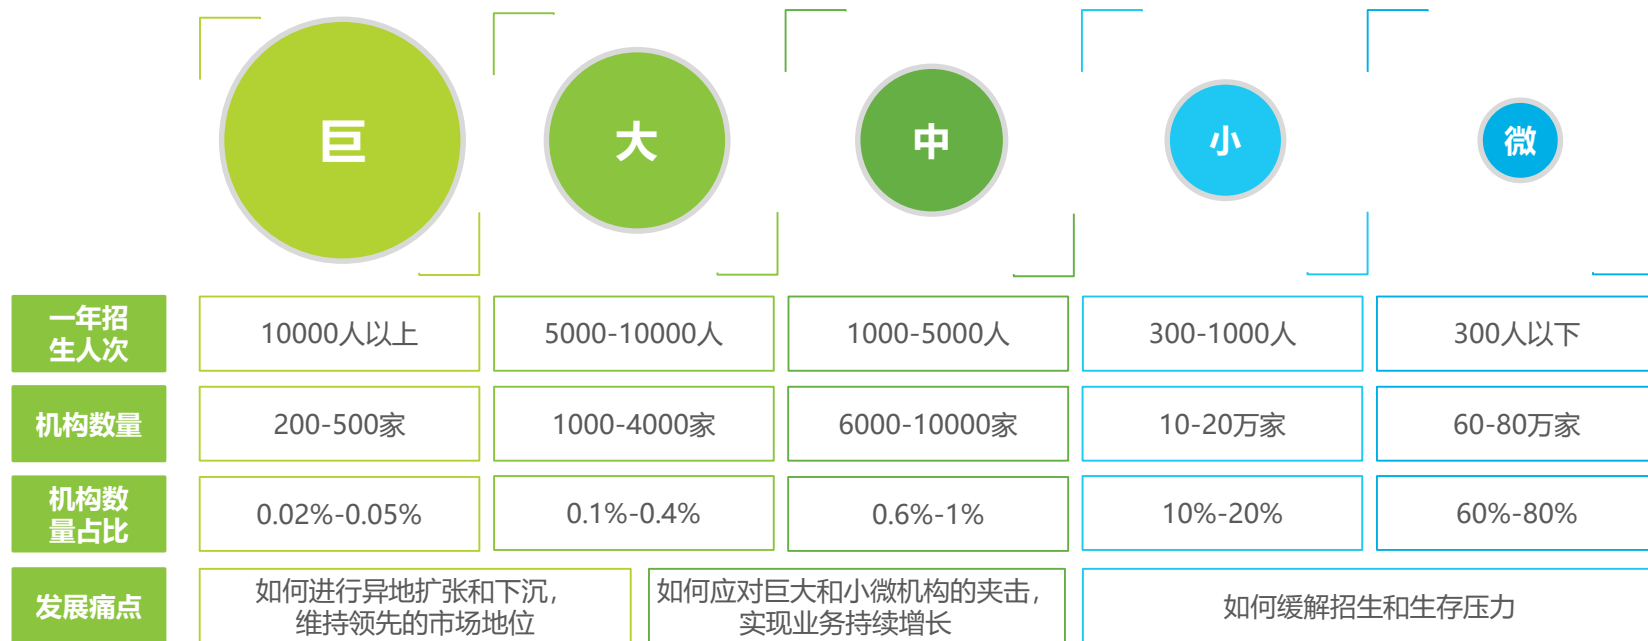 巨
大
中
小
微
一年招
生人次
10000人以上
5000-10000人
1000-5000人
300-1000人
300人以下
机构数量
200-500家
1000-4000家
6000-10000家
10-20万家
60-80万家
机构数
量占比
0.02%-0.05%
0.1%-0.4%
0.6%-1%
10%-20%
60%-80%
发展痛点
如何进行异地扩张和下沉，
维持领先的市场地位
如何应对巨大和小微机构的夹击，
实现业务持续增长
如何缓解招生和生存压力